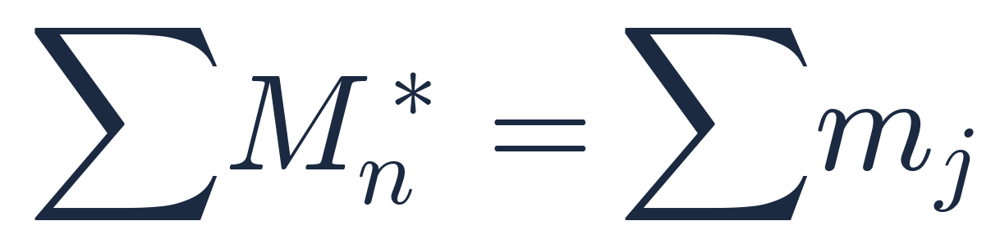 ∑ M_n^* = ∑ m_j